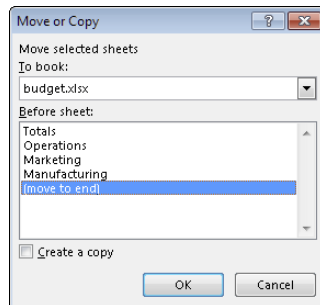 Move or Copy
Move selected sheets
To book:
budget.xlsx
Before sheet:
Totals
Operations
Marketing
Manufacturing
(move to end)
Create a copy
OK Cancel